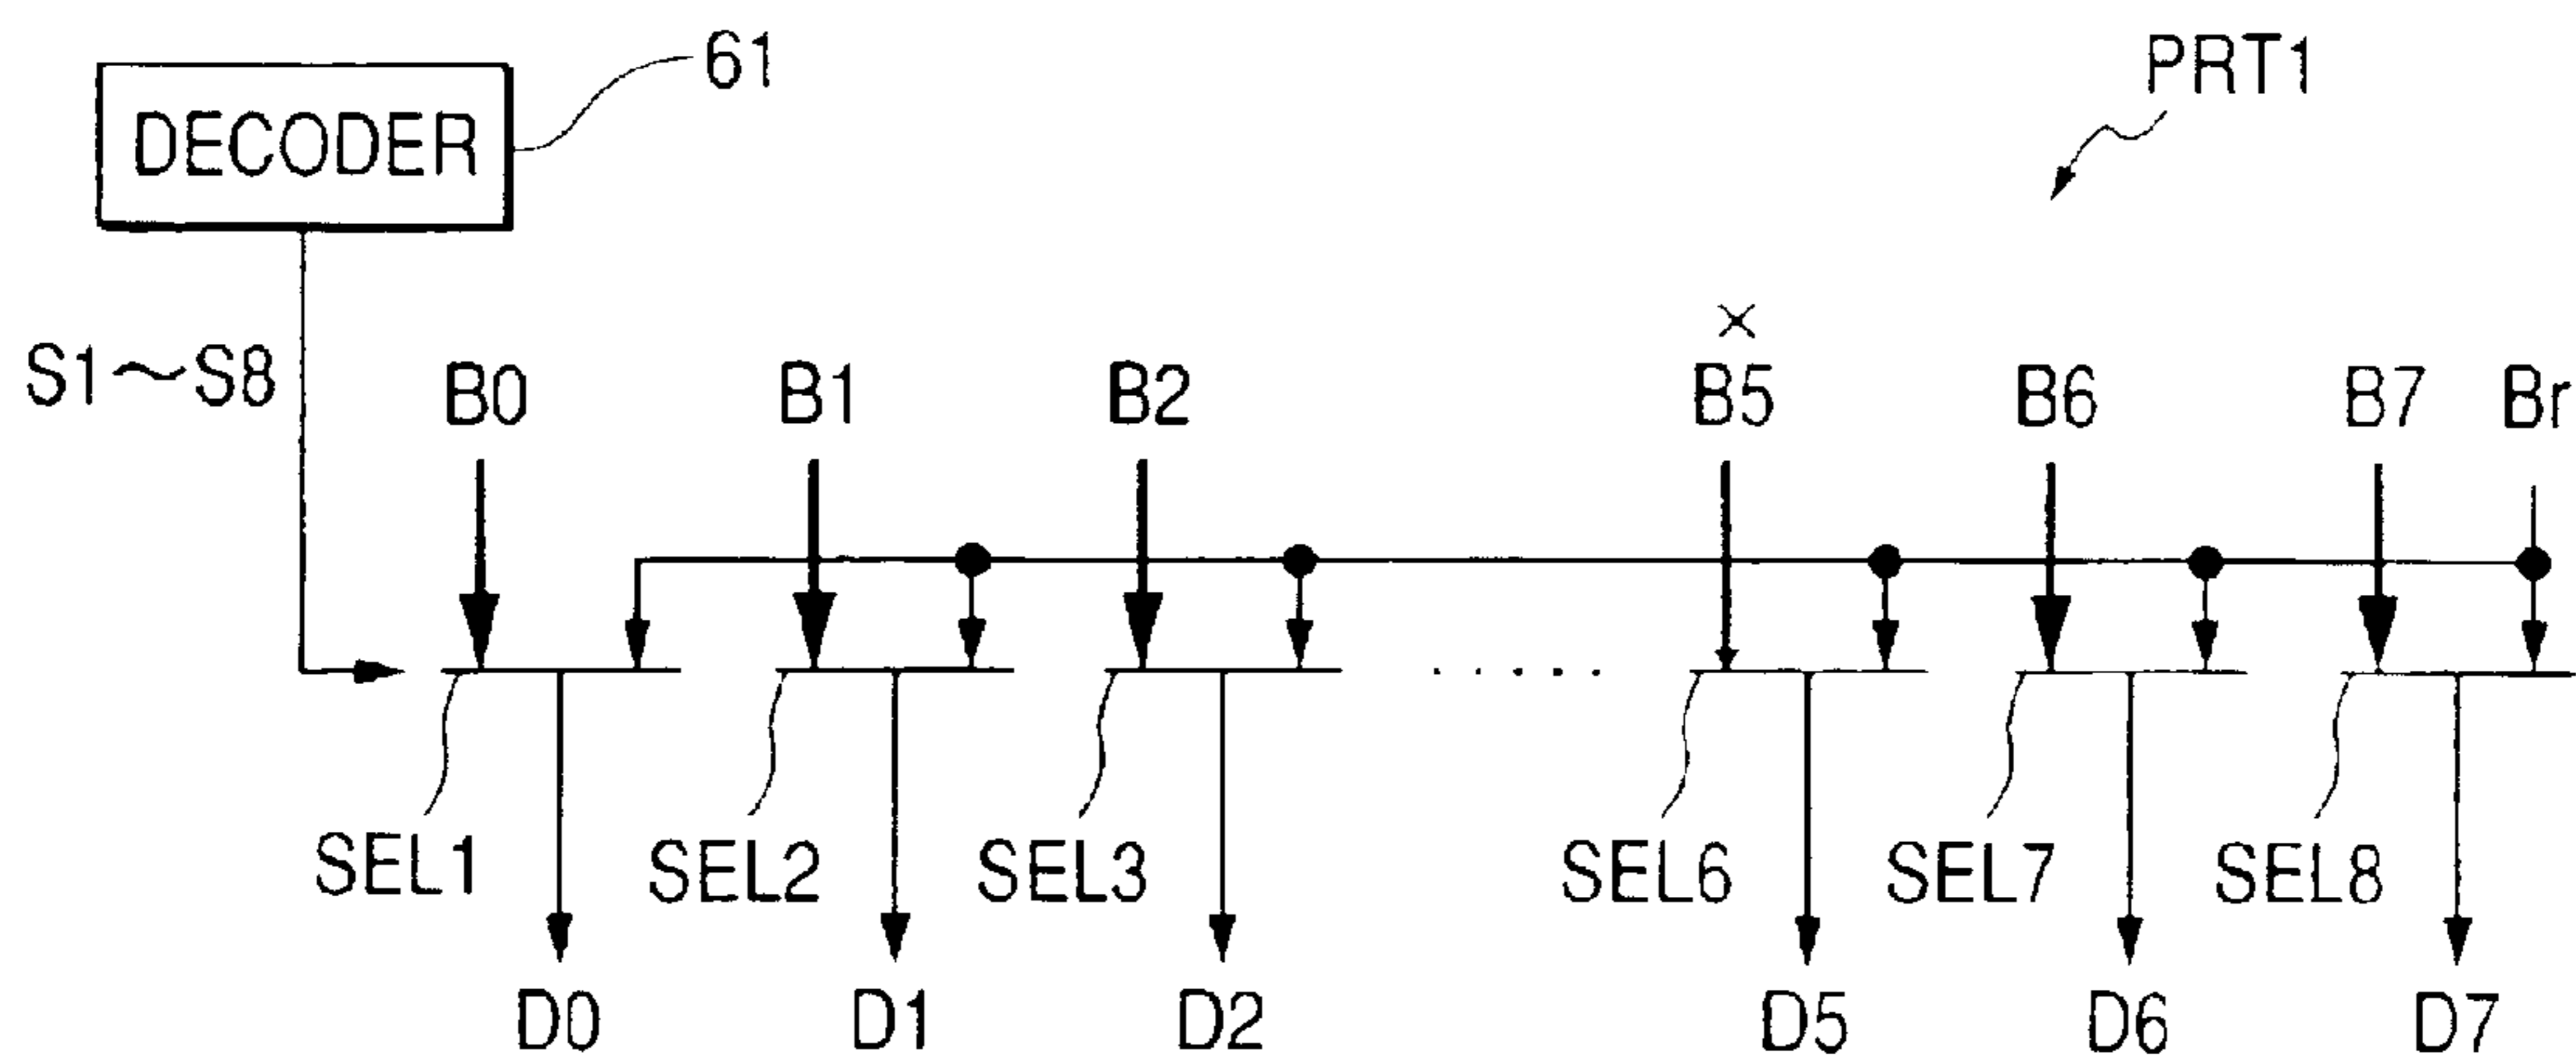 61
PRT1
DECODER
×
S1~S8 B0 B1 B2 B5 B6 B7 Br
.....
SEL1 SEL2 SEL3 SEL6 SEL7 SEL8
D0 D1 D2 D5 D6 D7